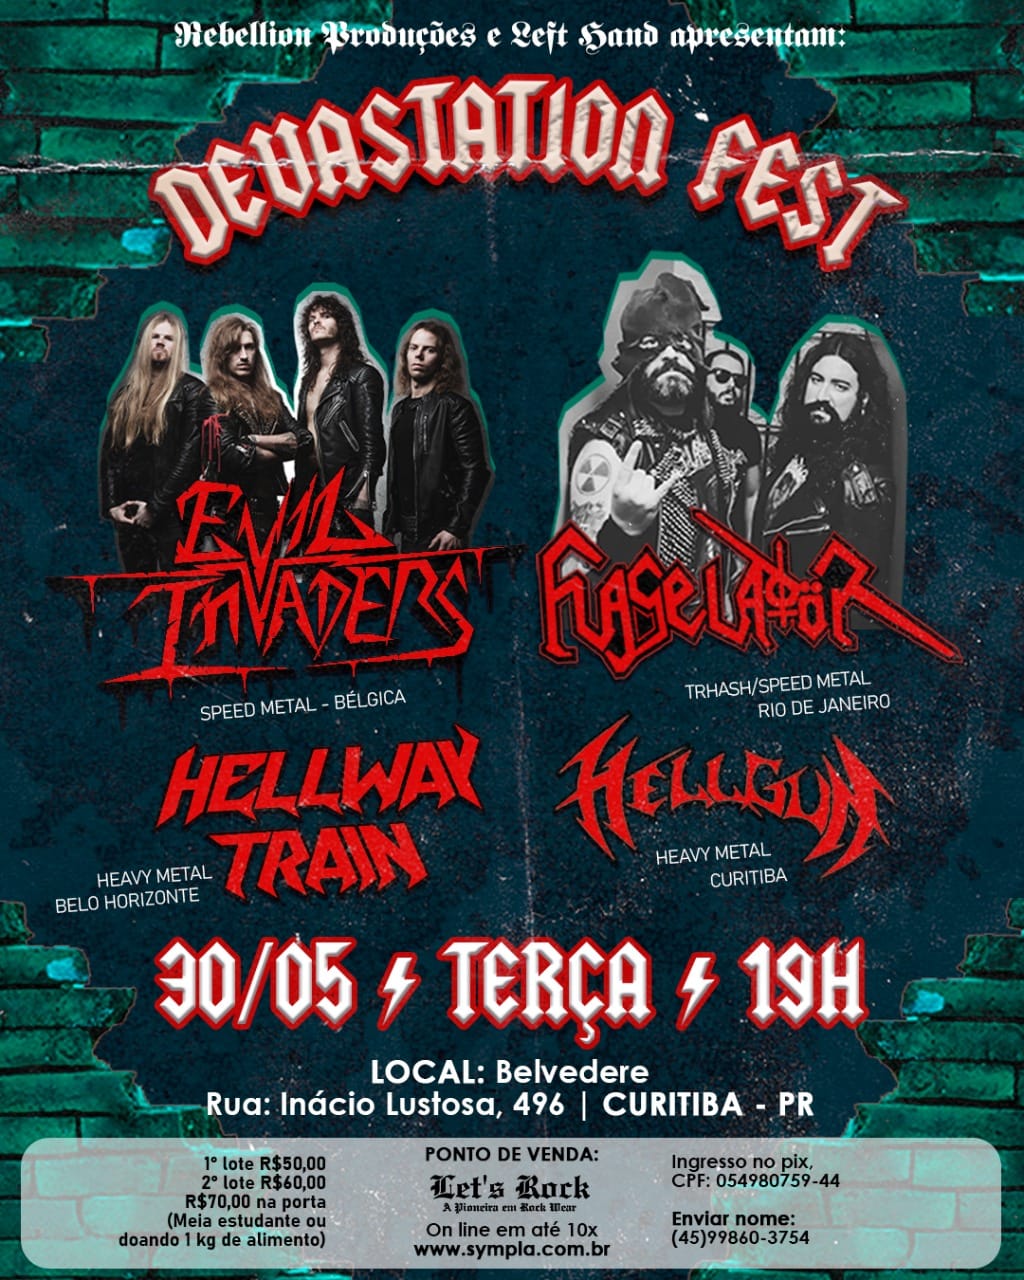 Rebellion Produções e Left Hand apresentam:
DEVASTATION FEST
EVIL
INVADERS
SPEED METAL - BÉLGICA
FLAGELADÖR
TRHASH/SPEED METAL
RIO DE JANEIRO
HELLWAY
TRAIN
HEAVY METAL
BELO HORIZONTE
HELLGUN
HEAVY METAL
CURITIBA
30/05 TERÇA 19H
LOCAL: Belvedere
Rua: Inácio Lustosa, 496 | CURITIBA - PR
1º lote R$50,00
2º lote R$60,00
R$70,00 na porta
(Meia estudante ou
doando 1 kg de alimento)
PONTO DE VENDA:
Let's Rock
A Pioneira em Rock Wear
On line em até 10x
www.sympla.com.br
Ingresso no pix,
CPF: 054980759-44
Enviar nome:
(45)99860-3754